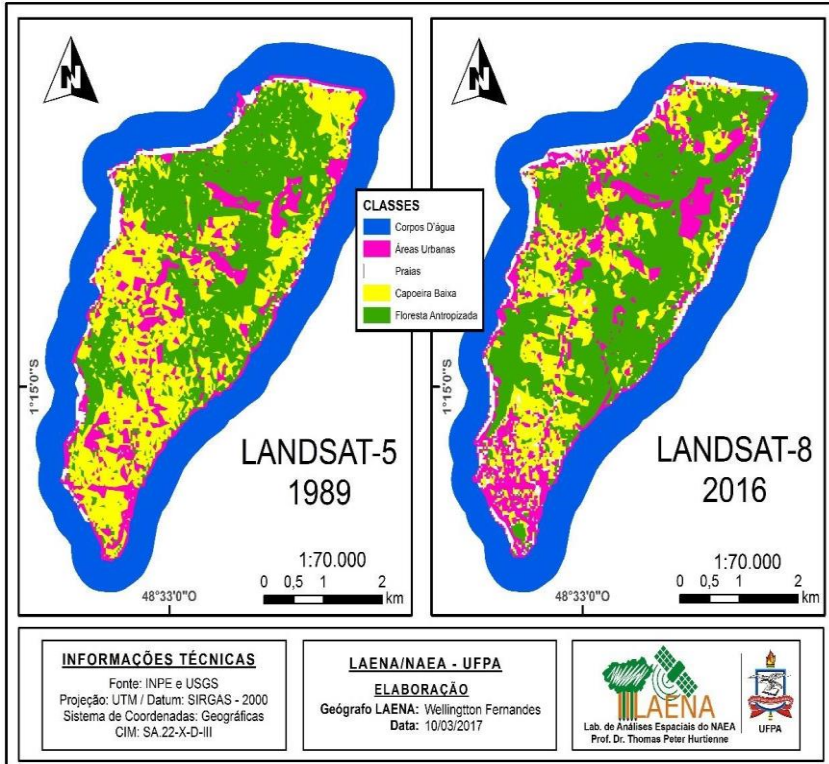 N
N
CLASSES
Corpos D'água
Áreas Urbanas
Praias
Capoeira Baixa
Floresta Antropizada
1°15'0"S
1°15'0"S
LANDSAT-5
1989
LANDSAT-8
2016
1:70.000
0 0,5 1 2
km
48°33'0"O
1:70.000
0 0,5 1 2
km
48°33'0"O
INFORMAÇÕES TÉCNICAS
Fonte: INPE e USGS
Projeção: UTM / Datum: SIRGAS - 2000
Sistema de Coordenadas: Geográficas
CIM: SA.22-X-D-III
LAENA/NAEA - UFPA
ELABORAÇÃO
Geógrafo LAENA: Wellingtton Fernandes
Data: 10/03/2017
LAENA
Lab. de Análises Espaciais do NAEA
Prof. Dr. Thomas Peter Hurtienne
UFPA